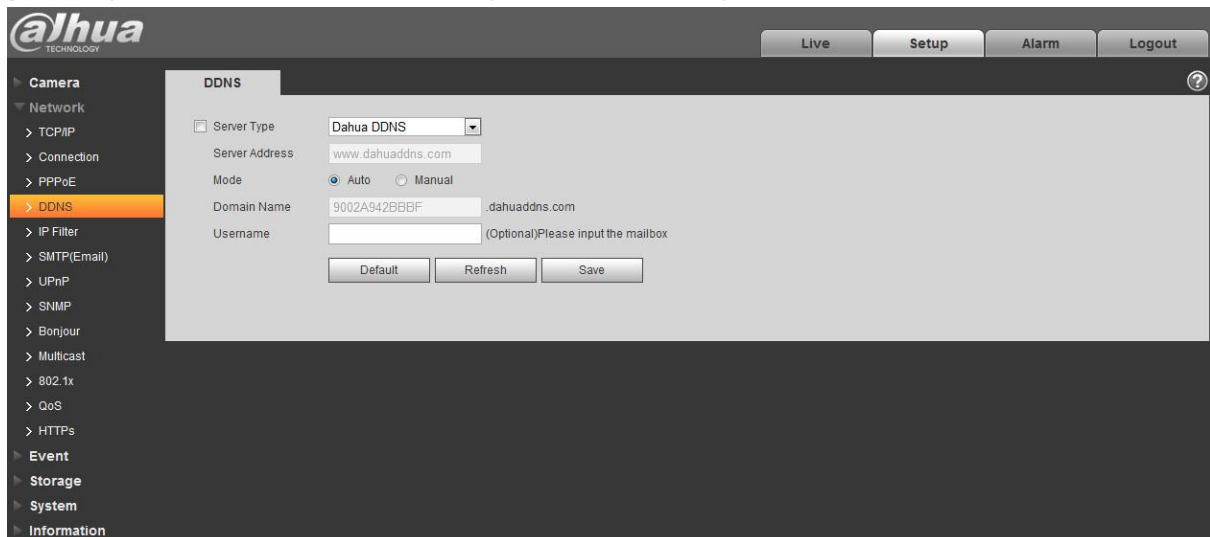 alhua
TECHNOLOGY
Live Setup Alarm Logout
Camera
Network
TCP/IP
Connection
PPPoE
DDNS
IP Filter
SMTP(Email)
UPnP
SNMP
Bonjour
Multicast
802.1x
QoS
HTTPs
Event
Storage
System
Information
DDNS
?
Server Type Dahua DDNS
Server Address www.dahuaddns.com
Mode Auto Manual
Domain Name 9002A942BBBF .dahuaddns.com
Username (Optional)Please input the mailbox
Default Refresh Save